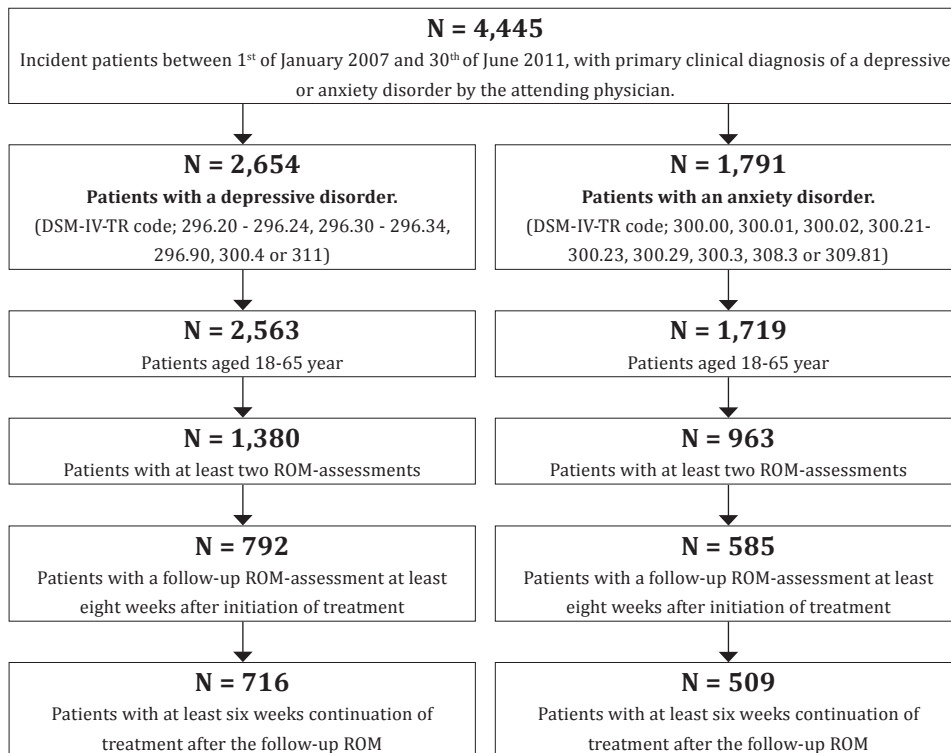 N = 4,445
Incident patients between 1st of January 2007 and 30th of June 2011, with primary clinical diagnosis of a depressive
or anxiety disorder by the attending physician.
N = 2,654
Patients with a depressive disorder.
(DSM-IV-TR code; 296.20 - 296.24, 296.30 - 296.34,
296.90, 300.4 or 311)
N = 1,791
Patients with an anxiety disorder.
(DSM-IV-TR code; 300.00, 300.01, 300.02, 300.21-
300.23, 300.29, 300.3, 308.3 or 309.81)
N = 2,563
Patients aged 18-65 year
N = 1,719
Patients aged 18-65 year
N = 1,380
Patients with at least two ROM-assessments
N = 963
Patients with at least two ROM-assessments
N = 792
Patients with a follow-up ROM-assessment at least
eight weeks after initiation of treatment
N = 585
Patients with a follow-up ROM-assessment at least
eight weeks after initiation of treatment
N = 716
Patients with at least six weeks continuation of
treatment after the follow-up ROM
N = 509
Patients with at least six weeks continuation of
treatment after the follow-up ROM